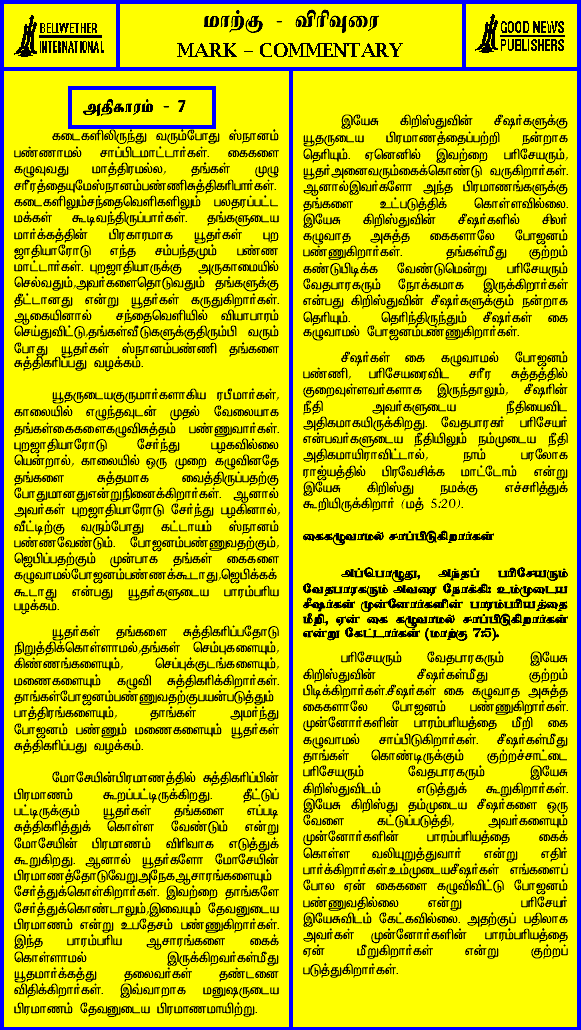 BELWETHER
INTERNATIONAL
மாற்கு - விரிவுரை
MARK – COMMENTARY
GOOD NEWS
PUBLISHERS
அதிகாரம் - 7
கடைகளிலிருந்து வரும்போது ஸ்நானம்
பண்ணாமல் சாப்பிடமாட்டார்கள். கைகளை
கழுவுவது மாத்திரமல்ல, தங்கள் முழு
சரீரத்தையுமேஸ்நானம்பண்ணிசுத்திகரிப்பார்கள்.
கடைகளிலும்சந்தைவெளிகளிலும் பலதரப்பட்ட
மக்கள் கூடிவந்திருப்பார்கள். தங்களுடைய
மார்க்கத்தின் பிரகாரமாக யூதர்கள் புற
ஜாதியாரோடு எந்த சம்பந்தமும் பண்ண
மாட்டார்கள். புறஜாதியாருக்கு அருகாமையில்
செல்வதும்,அவர்களைதொடுவதும் தங்களுக்கு
தீட்டானது என்று யூதர்கள் கருதுகிறார்கள்.
ஆகையினால் சந்தைவெளியில் வியாபாரம்
செய்துவிட்டு,தங்கள்வீடுகளுக்குதிரும்பி வரும்
போது யூதர்கள் ஸ்நானம்பண்ணி தங்களை
சுத்திகரிப்பது வழக்கம்.
யூதருடையகுருமார்களாகிய ரபீமார்கள்,
காலையில் எழுந்தவுடன் முதல் வேலையாக
தங்கள்கைகளைகழுவிசுத்தம் பண்ணுவார்கள்.
புறஜாதியாரோடு சேர்ந்து பழகவில்லை
யென்றால், காலையில் ஒரு முறை கழுவினதே
தங்களை சுத்தமாக வைத்திருப்பதற்கு
போதுமானதுஎன்றுநினைக்கிறார்கள். ஆனால்
அவர்கள் புறஜாதியாரோடு சேர்ந்து பழகினால்,
வீட்டிற்கு வரும்போது கட்டாயம் ஸ்நானம்
பண்ணவேண்டும். போஜனம்பண்ணுவதற்கும்,
ஜெபிப்பதற்கும் முன்பாக தங்கள் கைகளை
கழுவாமல்போஜனம்பண்ணக்கூடாது,ஜெபிக்கக்
கூடாது என்பது யூதர்களுடைய பாரம்பரிய
பழக்கம்.
யூதர்கள் தங்களை சுத்திகரிப்பதோடு
நிறுத்திக்கொள்ளாமல்,தங்கள் செம்புகளையும்,
கிண்ணங்களையும், செப்புக்குடங்களையும்,
மணைகளையும் கழுவி சுத்திகரிக்கிறார்கள்.
தாங்கள்போஜனம்பண்ணுவதற்குபயன்படுத்தும்
பாத்திரங்களையும், தாங்கள் அமர்ந்து
போஜனம் பண்ணும் மணைகளையும் யூதர்கள்
சுத்திகரிப்பது வழக்கம்.
மோசேயின்பிரமாணத்தில் சுத்திகரிப்பின்
பிரமாணம் கூறப்பட்டிருக்கிறது. தீட்டுப்
பட்டிருக்கும் யூதர்கள் தங்களை எப்படி
சுத்திகரித்துக் கொள்ள வேண்டும் என்று
மோசேயின் பிரமாணம் விரிவாக எடுத்துக்
கூறுகிறது. ஆனால் யூதர்களோ மோசேயின்
பிரமாணத்தோடுவேறுஅநேகஆசாரங்களையும்
சேர்த்துக்கொள்கிறார்கள். இவற்றை தாங்களே
சேர்த்துக்கொண்டாலும்,இவையும் தேவனுடைய
பிரமாணம் என்று உபதேசம் பண்ணுகிறார்கள்.
இந்த பாரம்பரிய ஆசாரங்களை கைக்
கொள்ளாமல் இருக்கிறவர்கள்மீது
யூதமார்க்கத்து தலைவர்கள் தண்டனை
விதிக்கிறார்கள். இவ்வாறாக மனுஷருடைய
பிரமாணம் தேவனுடைய பிரமாணமாயிற்று.
இயேசு கிறிஸ்துவின் சீஷர்களுக்கு
யூதருடைய பிரமாணத்தைப்பற்றி நன்றாக
தெரியும். ஏனெனில் இவற்றை பரிசேயரும்,
யூதர்அனைவரும்கைக்கொண்டு வருகிறார்கள்.
ஆனால்இவர்களோ அந்த பிரமாணங்களுக்கு
தங்களை உட்படுத்திக் கொள்ளவில்லை.
இயேசு கிறிஸ்துவின் சீஷர்களில் சிலர்
கழுவாத அசுத்த கைகளாலே போஜனம்
பண்ணுகிறார்கள். தங்கள்மீது குற்றம்
கண்டுபிடிக்க வேண்டுமென்று பரிசேயரும்
வேதபாரகரும் நோக்கமாக இருக்கிறார்கள்
என்பது கிறிஸ்துவின் சீஷர்களுக்கும் நன்றாக
தெரியும். தெரிந்திருந்தும் சீஷர்கள் கை
கழுவாமல் போஜனம்பண்ணுகிறார்கள்.
சீஷர்கள் கை கழுவாமல் போஜனம்
பண்ணி, பரிசேயரைவிட சரீர சுத்தத்தில்
குறைவுள்ளவர்களாக இருந்தாலும், சீஷரின்
நீதி அவர்களுடைய நீதியைவிட
அதிகமாகயிருக்கிறது. வேதபாரகர் பரிசேயர்
என்பவர்களுடைய நீதியிலும் நம்முடைய நீதி
அதிகமாயிராவிட்டால், நாம் பரலோக
ராஜ்யத்தில் பிரவேசிக்க மாட்டோம் என்று
இயேசு கிறிஸ்து நமக்கு எச்சரித்துக்
கூறியிருக்கிறார் (மத் 5:20).
கைகழுவாமல் சாப்பிடுகிறார்கள்
அப்பொழுது, அந்தப் பரிசேயரும்
வேதபாரகரும் அவரை நோக்கி: உம்முடைய
சீஷர்கள் முன்னோர்களின் பாரம்பரியத்தை
மீறி, ஏன் கை கழுவாமல் சாப்பிடுகிறார்கள்
என்று கேட்டார்கள் (மாற்கு 7:5).
பரிசேயரும் வேதபாரகரும் இயேசு
கிறிஸ்துவின் சீஷர்கள்மீது குற்றம்
பிடிக்கிறார்கள்.சீஷர்கள் கை கழுவாத அசுத்த
கைகளாலே போஜனம் பண்ணுகிறார்கள்.
முன்னோர்களின் பாரம்பரியத்தை மீறி கை
கழுவாமல் சாப்பிடுகிறார்கள். சீஷர்கள்மீது
தாங்கள் கொண்டிருக்கும் குற்றச்சாட்டை
பரிசேயரும் வேதபாரகரும் இயேசு
கிறிஸ்துவிடம் எடுத்துக் கூறுகிறார்கள்.
இயேசு கிறிஸ்து தம்முடைய சீஷர்களை ஒரு
வேளை கட்டுப்படுத்தி, அவர்களையும்
முன்னோர்களின் பாரம்பரியத்தை கைக்
கொள்ள வலியுறுத்துவார் என்று எதிர்
பார்க்கிறார்கள்.உம்முடையசீஷர்கள் எங்களைப்
போல ஏன் கைகளை கழுவிவிட்டு போஜனம்
பண்ணுவதில்லை என்று பரிசேயர்
இயேசுவிடம் கேட்கவில்லை. அதற்குப் பதிலாக
அவர்கள் முன்னோர்களின் பாரம்பரியத்தை
ஏன் மீறுகிறார்கள் என்று குற்றப்
படுத்துகிறார்கள்.